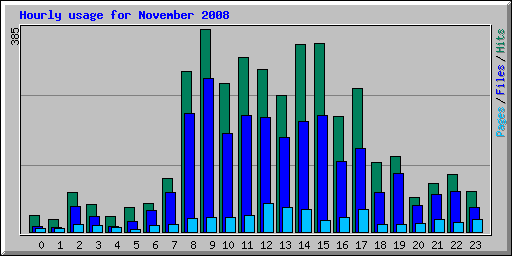 Hourly usage for November 2008
385
Pages / Files / Hits
0 1 2 3 4 5 6 7 8 9 10 11 12 13 14 15 16 17 18 19 20 21 22 23